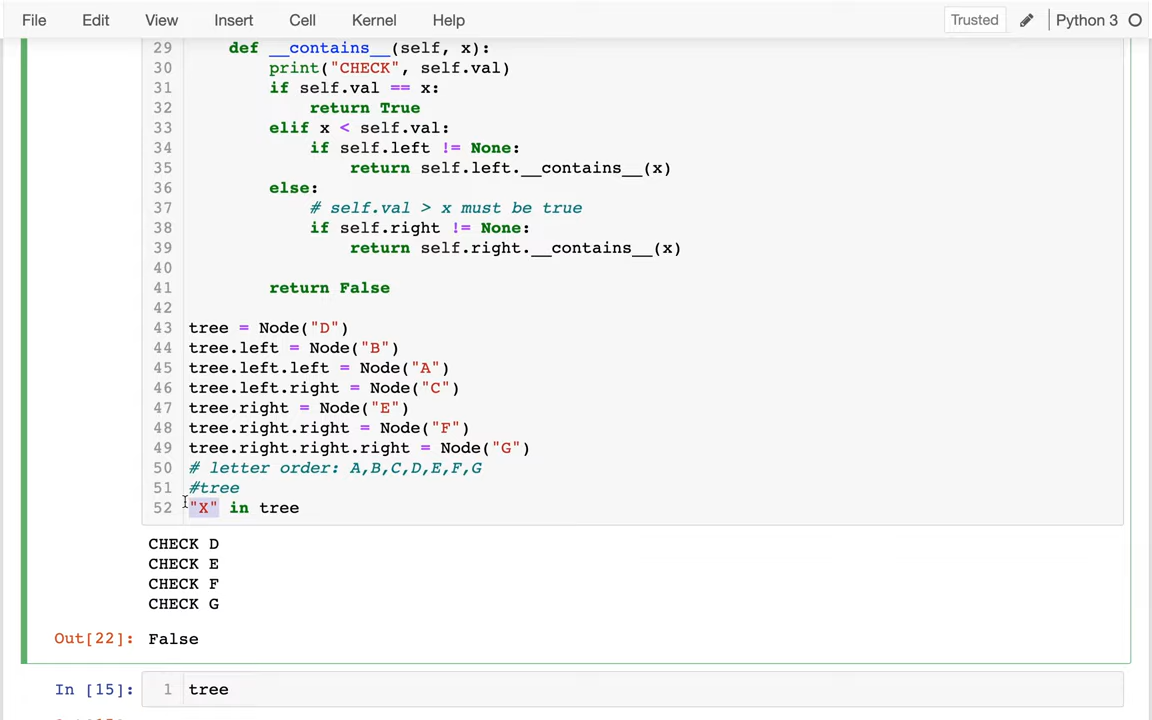 File Edit View Insert Cell Kernel Help Trusted Python 3
29 def __contains__(self, x):
30 print("CHECK", self.val)
31 if self.val == x:
32 return True
33 elif x < self.val:
34 if self.left != None:
35 return self.left.__contains__(x)
36 else:
37 # self.val > x must be true
38 if self.right != None:
39 return self.right.__contains__(x)
40
41 return False
42
43 tree = Node("D")
44 tree.left = Node("B")
45 tree.left.left = Node("A")
46 tree.left.right = Node("C")
47 tree.right = Node("E")
48 tree.right.right = Node("F")
49 tree.right.right.right = Node("G")
50 # letter order: A,B,C,D,E,F,G
51 #tree
52 "X" in tree
CHECK D
CHECK E
CHECK F
CHECK G
Out[22]: False
In [15]: 1 tree